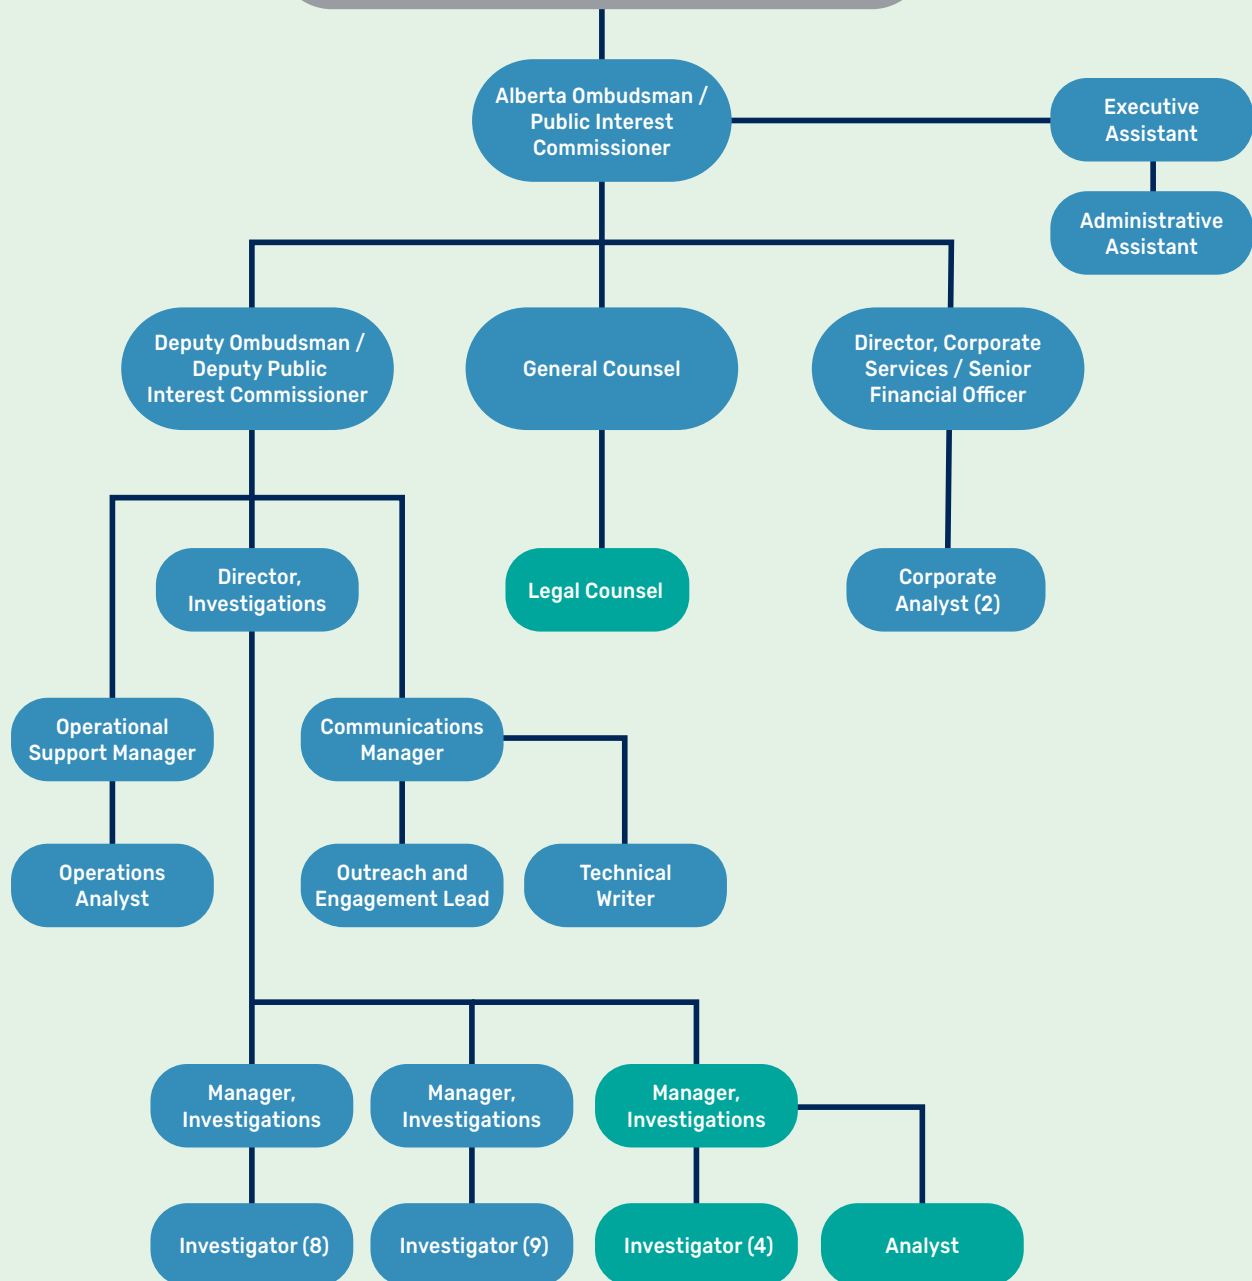 Alberta Ombudsman /
Public Interest
Commissioner
Executive
Assistant
Administrative
Assistant
Deputy Ombudsman /
Deputy Public
Interest Commissioner
General Counsel
Director, Corporate
Services / Senior
Financial Officer
Director,
Investigations
Legal Counsel
Corporate
Analyst (2)
Operational
Support Manager
Communications
Manager
Operations
Analyst
Outreach and
Engagement Lead
Technical
Writer
Manager,
Investigations
Manager,
Investigations
Manager,
Investigations
Investigator (8)
Investigator (9)
Investigator (4)
Analyst